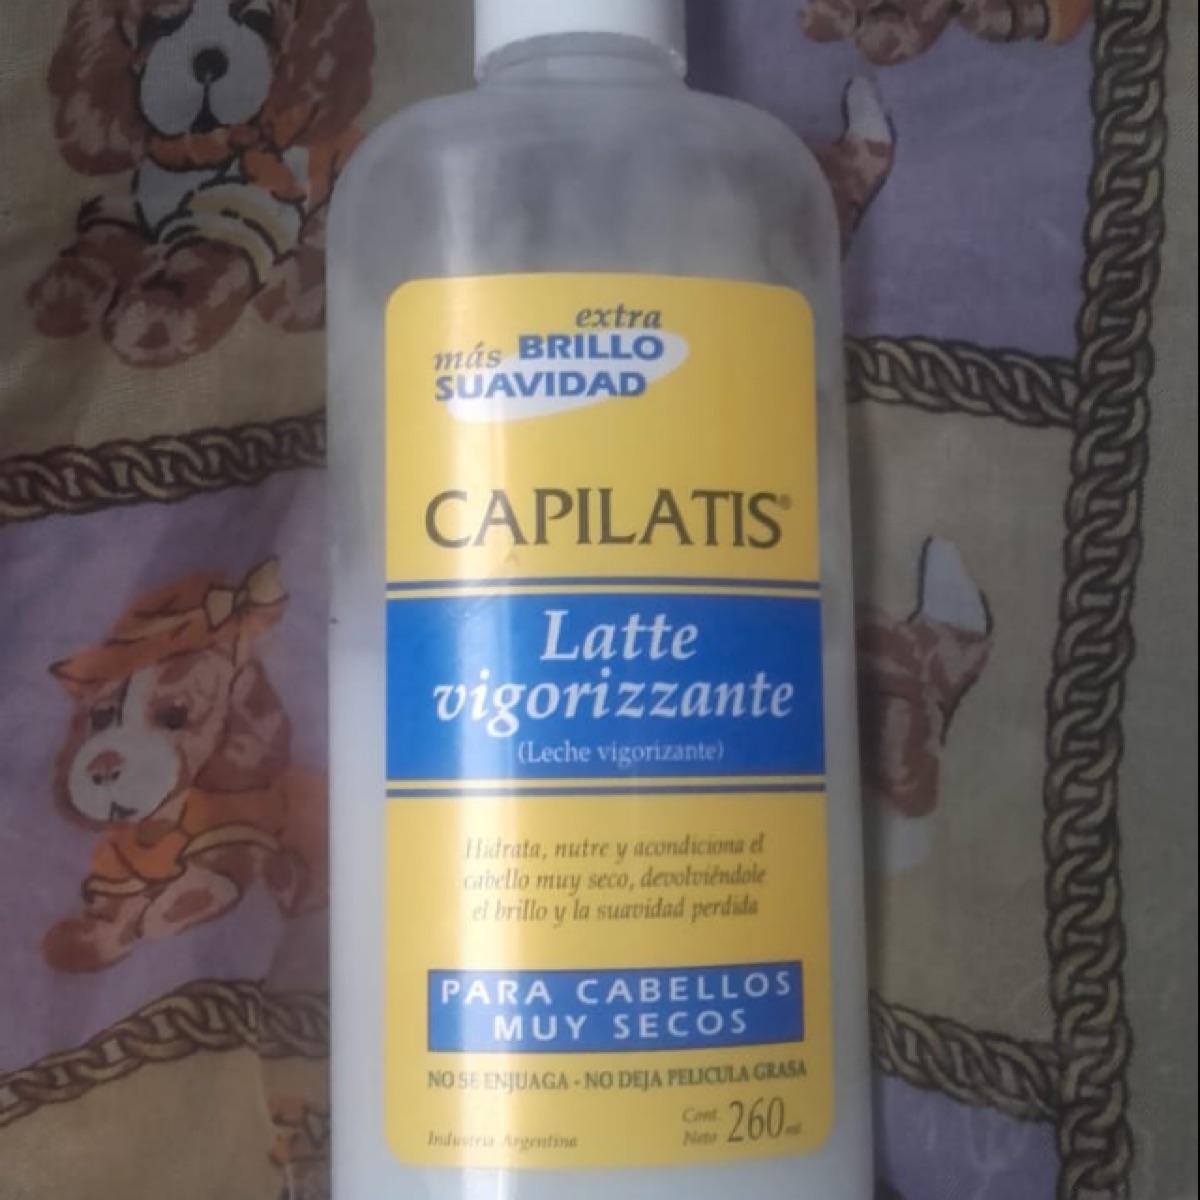 extra
más BRILLO
SUAVIDAD
CAPILATIS®
Latte
vigorizzante
(Leche vigorizante)
Hidrata, nutre y acondiciona el
cabello muy seco, devolviéndole
el brillo y la suavidad perdida
PARA CABELLOS
MUY SECOS
NO SE ENJUAGA - NO DEJA PELICULA GRASA
Industria Argentina
Cont.
Neto 260 ml.